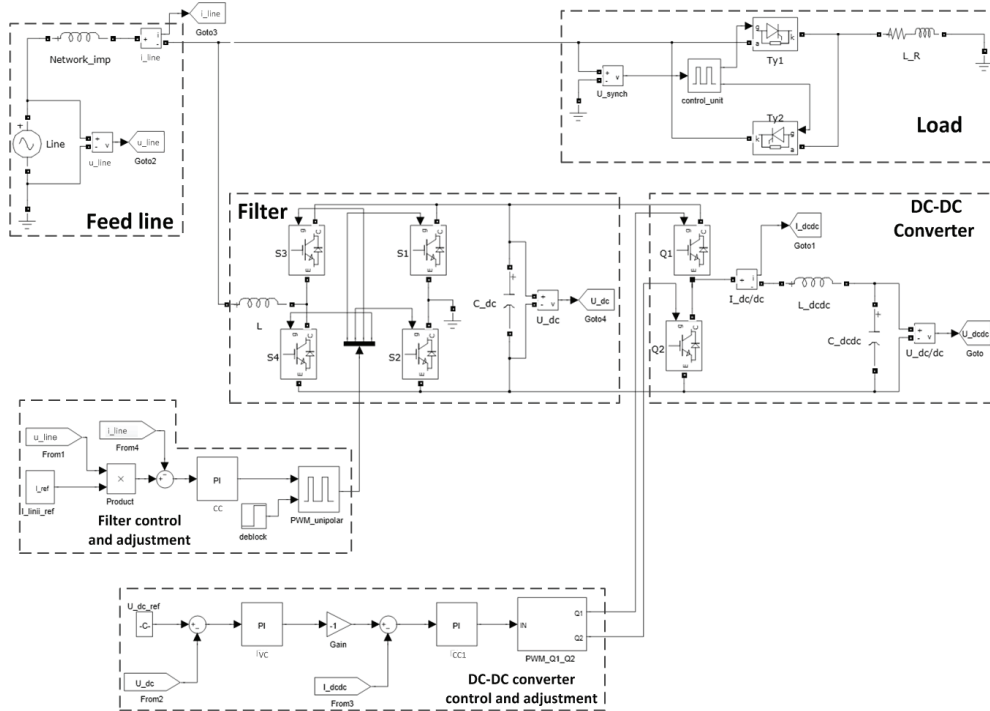 i_line
Goto3
+
i
-
i_line
Network_imp
+
Line
+
-
v
u_line
u_line
Goto2
Feed line
+
-
v
U_synch
control_unit
g
a
k
Ty1
Ty2
k
g
a
L_R
Load
Filter
g
C
E
S3
g
C
E
S1
+
L
g
C
E
S4
g
C
E
S2
+
C_dc
+
-
v
U_dc
U_dc
Goto4
DC-DC
Converter
g
C
E
Q1
g
C
E
Q2
I_dcdc
Goto1
+
i
-
I_dc/dc
+
L_dcdc
+
C_dcdc
+
-
v
U_dc/dc
U_dcdc
Goto
u_line
From1
i_line
From4
i_ref
I_linii_ref
×
Product
+
-
PI
CC
deblock
PWM_unipolar
Filter control
and adjustment
U_dc_ref
-C-
+
-
U_dc
From2
PI
VC
-1
Gain
+
-
I_dcdc
From3
PI
CC1
IN
Q1
Q2
PWM_Q1_Q2
DC-DC converter
control and adjustment